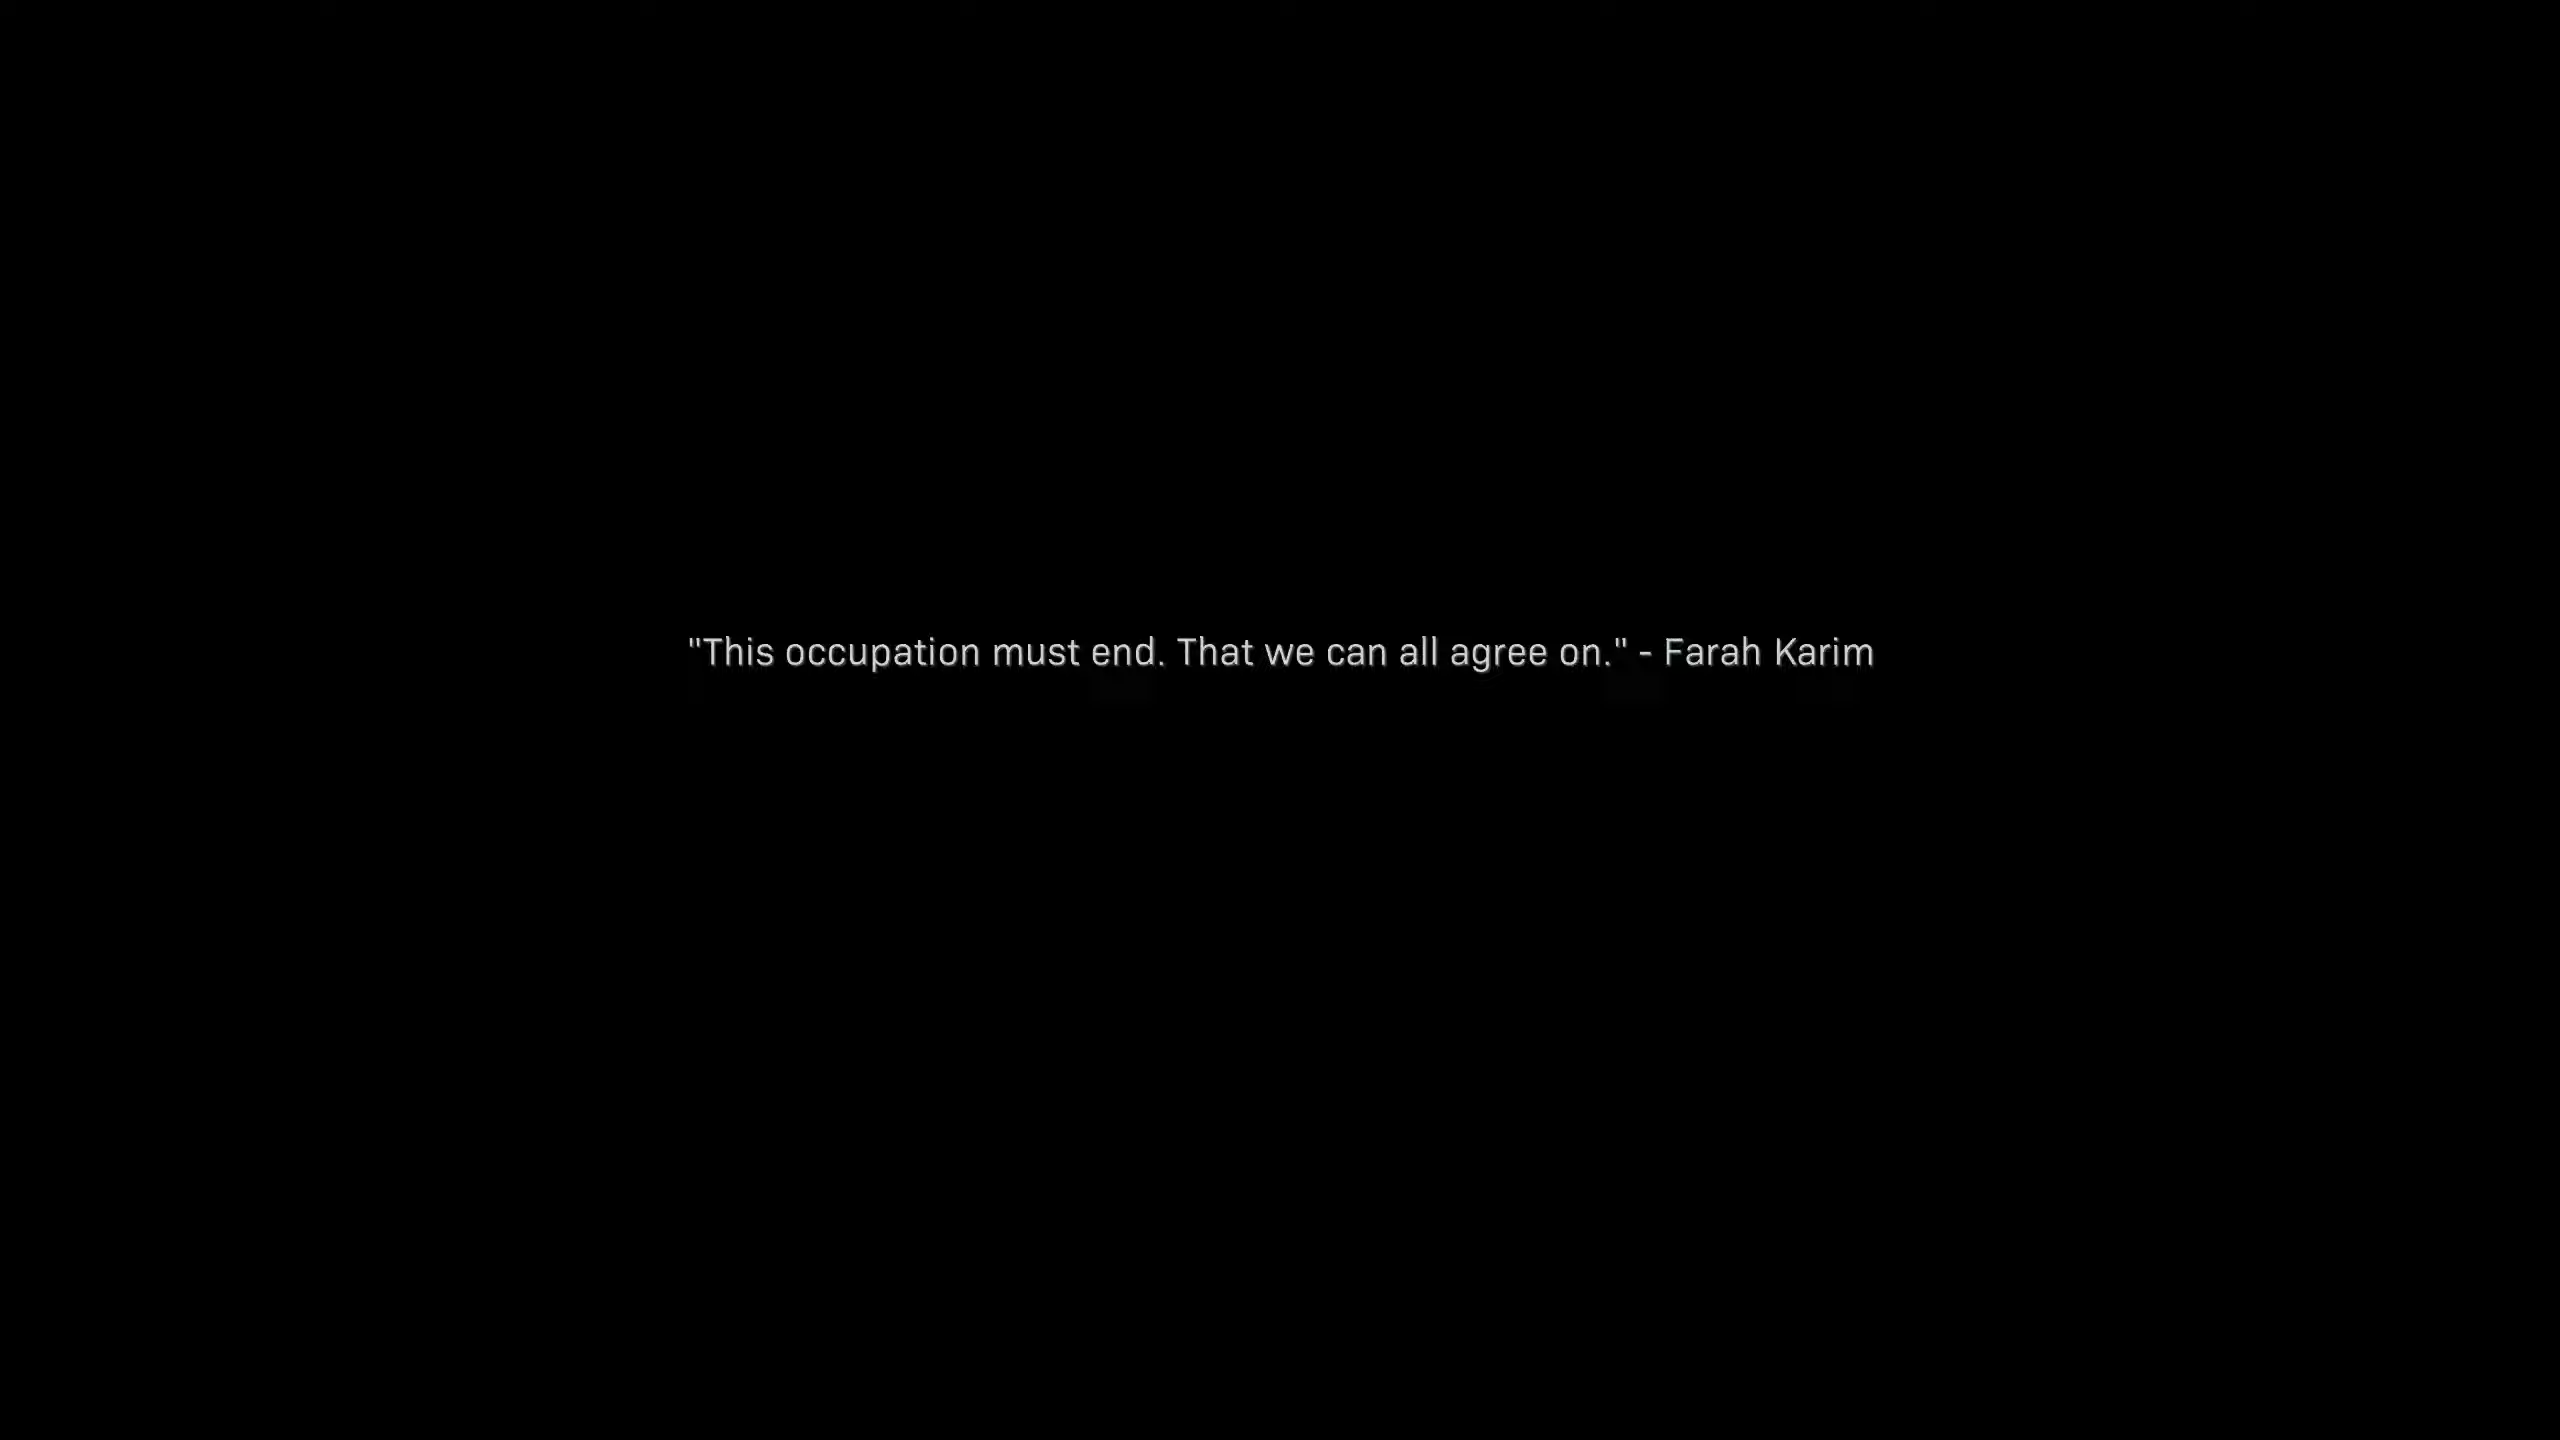 "This occupation must end. That we can all agree on." - Farah Karim